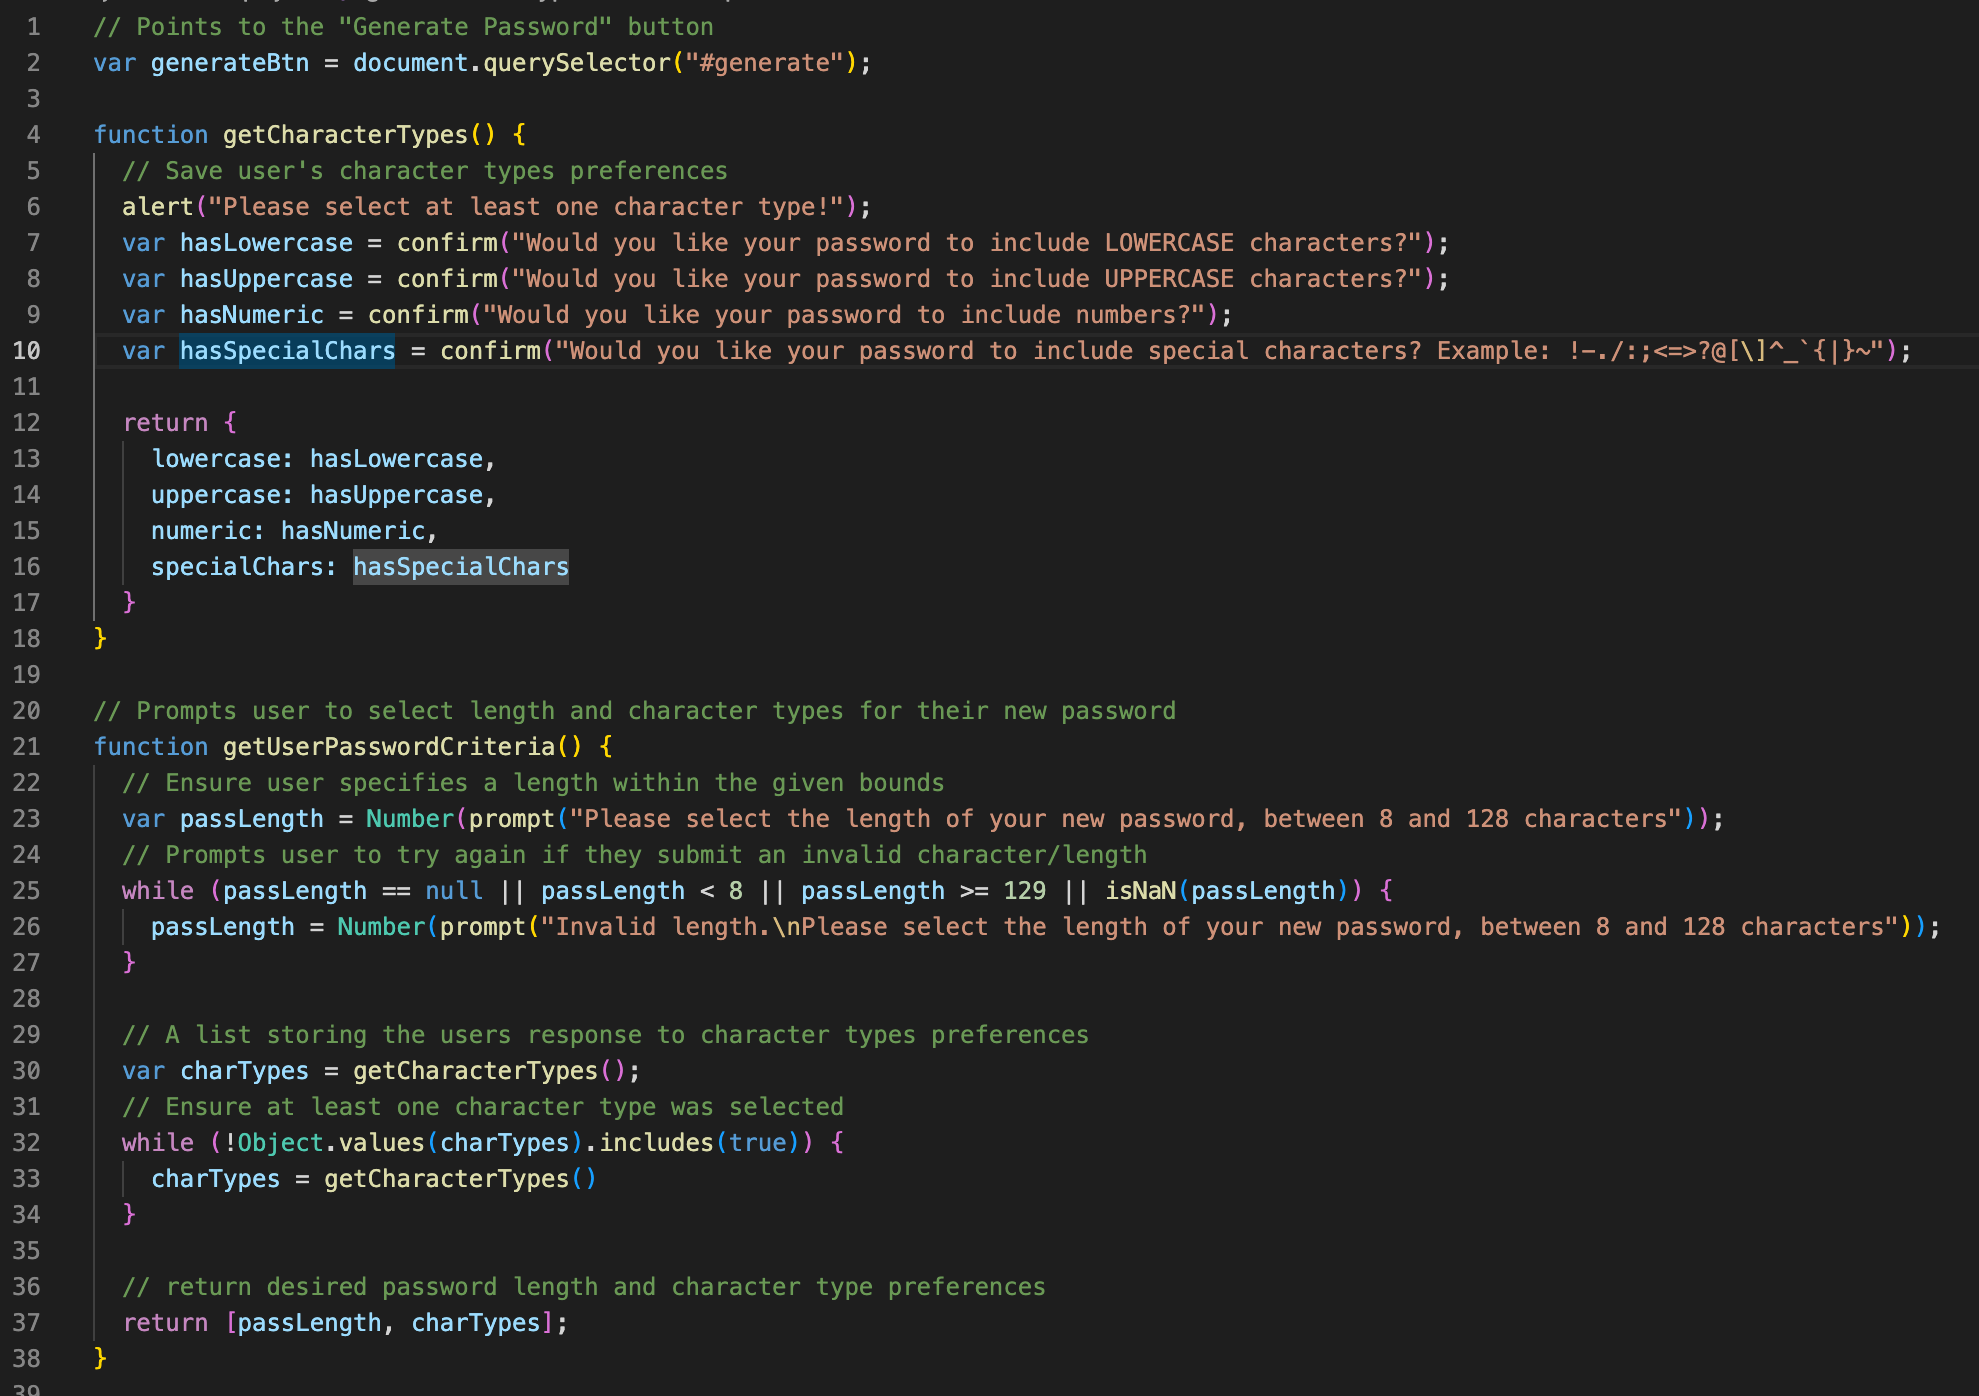 1 // Points to the "Generate Password" button
2 var generateBtn = document.querySelector("#generate");
3
4 function getCharacterTypes() {
5 // Save user's character types preferences
6 alert("Please select at least one character type!");
7 var hasLowercase = confirm("Would you like your password to include LOWERCASE characters?");
8 var hasUppercase = confirm("Would you like your password to include UPPERCASE characters?");
9 var hasNumeric = confirm("Would you like your password to include numbers?");
10 var hasSpecialChars = confirm("Would you like your password to include special characters? Example: !-./:;<=>?@[\]^_`{|}~");
11
12 return {
13 lowercase: hasLowercase,
14 uppercase: hasUppercase,
15 numeric: hasNumeric,
16 specialChars: hasSpecialChars
17 }
18 }
19
20 // Prompts user to select length and character types for their new password
21 function getUserPasswordCriteria() {
22 // Ensure user specifies a length within the given bounds
23 var passLength = Number(prompt("Please select the length of your new password, between 8 and 128 characters"));
24 // Prompts user to try again if they submit an invalid character/length
25 while (passLength == null || passLength < 8 || passLength >= 129 || isNaN(passLength)) {
26 passLength = Number(prompt("Invalid length.\nPlease select the length of your new password, between 8 and 128 characters"));
27 }
28
29 // A list storing the users response to character types preferences
30 var charTypes = getCharacterTypes();
31 // Ensure at least one character type was selected
32 while (!Object.values(charTypes).includes(true)) {
33 charTypes = getCharacterTypes()
34 }
35
36 // return desired password length and character type preferences
37 return [passLength, charTypes];
38 }
39